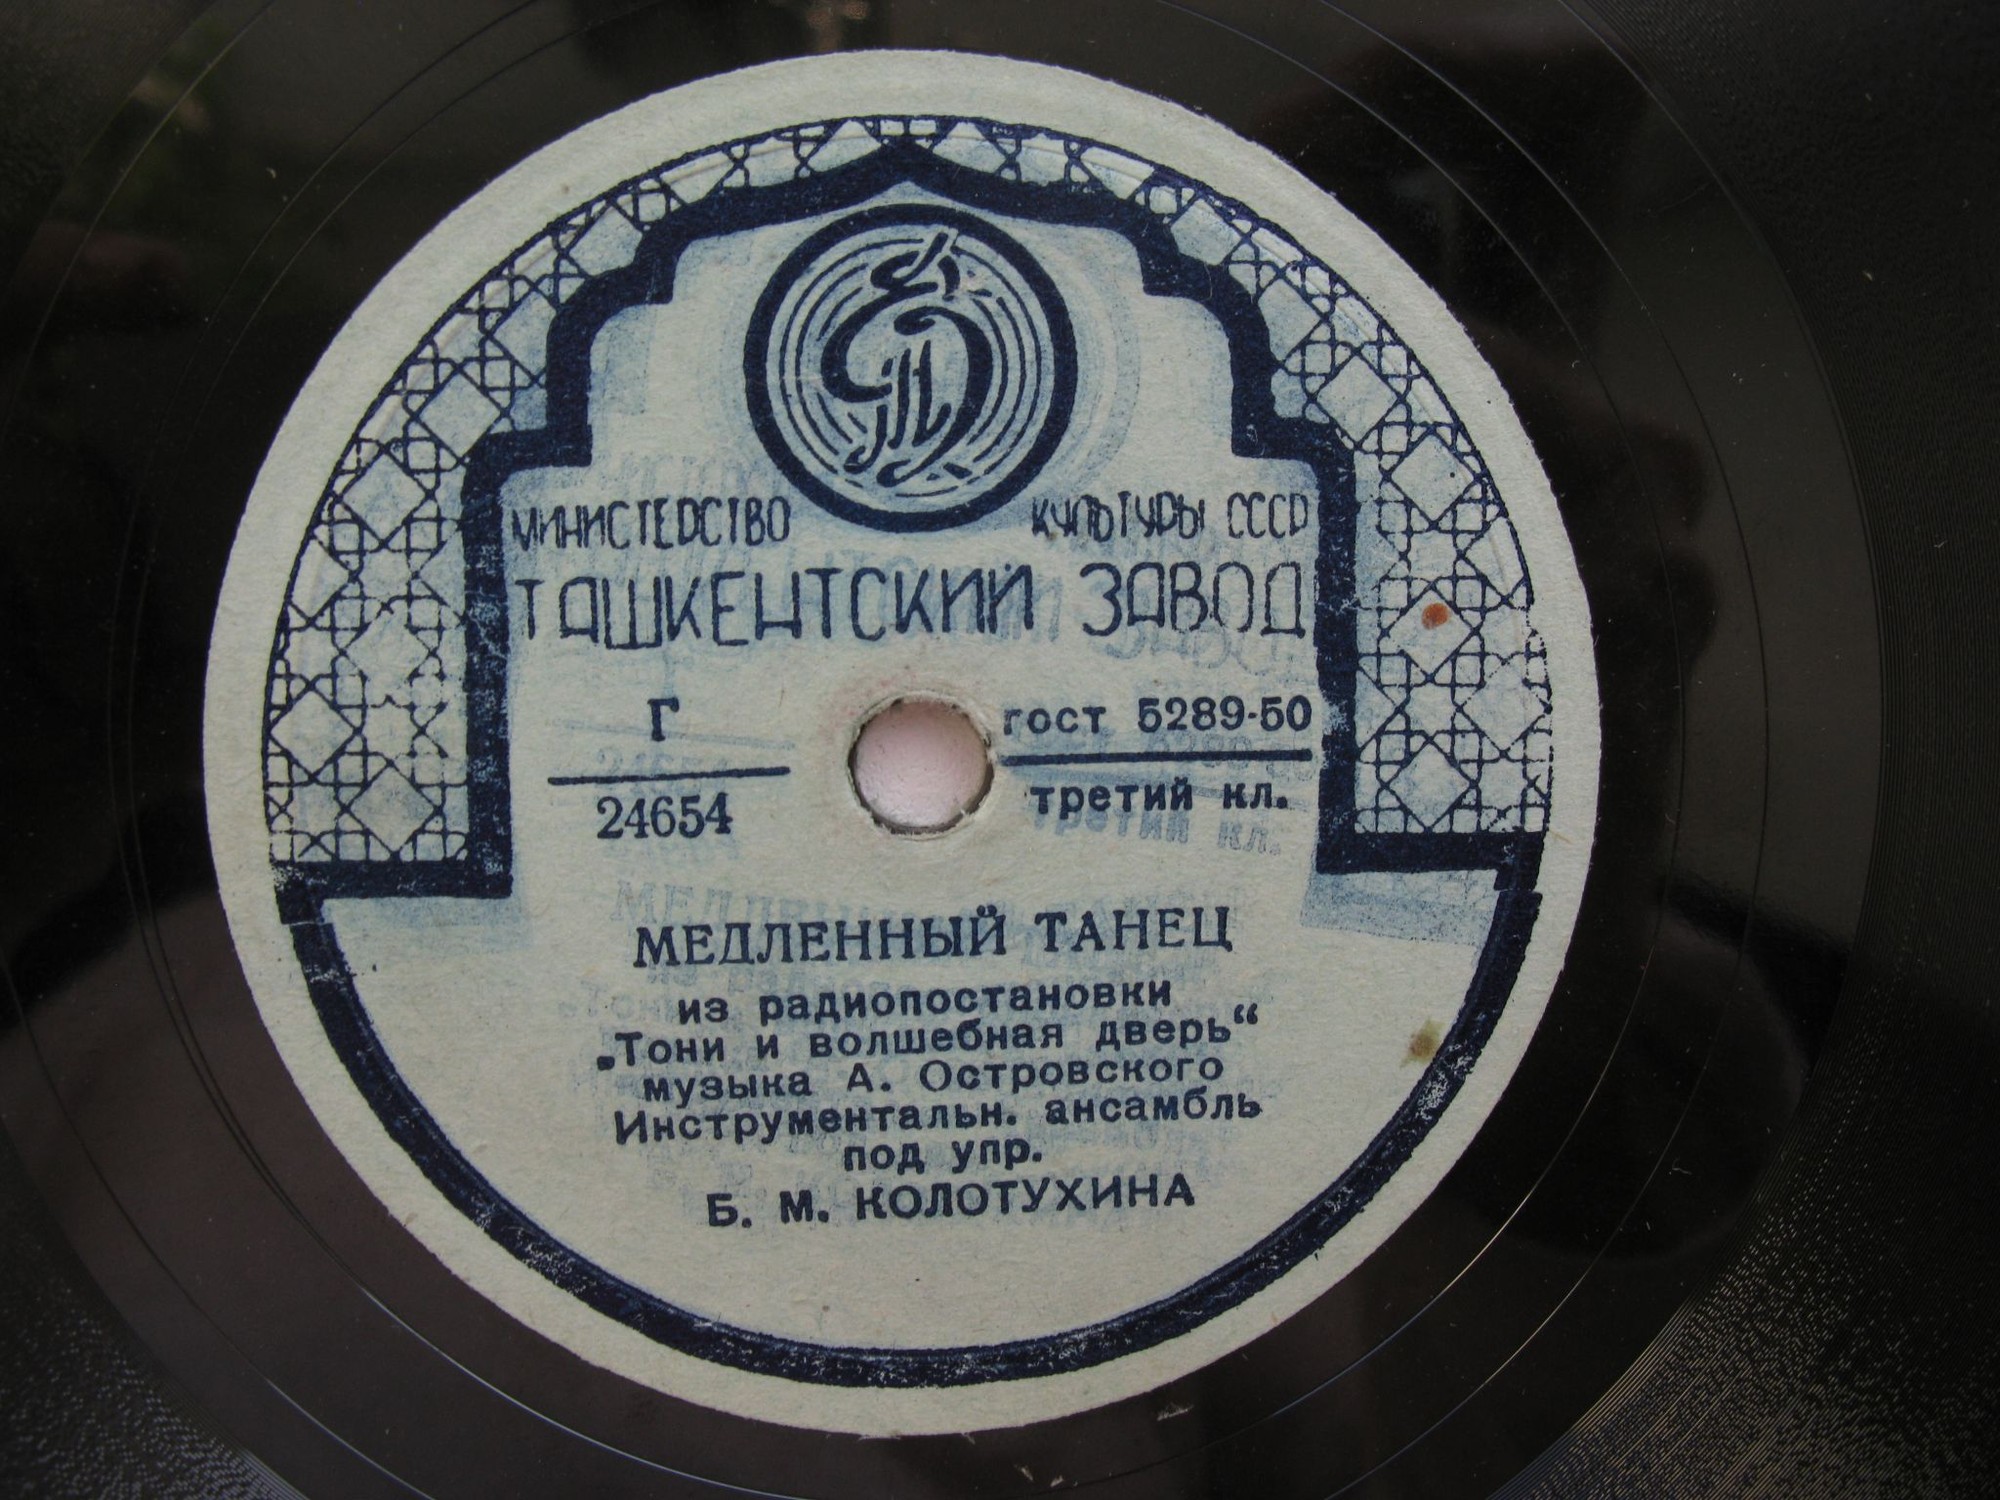 МИНИСТЕРСТВО КУЛЬТУРЫ СССР
ТАШКЕНТСКИЙ ЗАВОД
Г гост 5289-50
24654 третий кл.
МЕДЛЕННЫЙ ТАНЕЦ
из радиопостановки
„Тони и волшебная дверь“
музыка А. Островского
Инструментальн. ансамбль
под упр.
Б. М. КОЛОТУХИНА